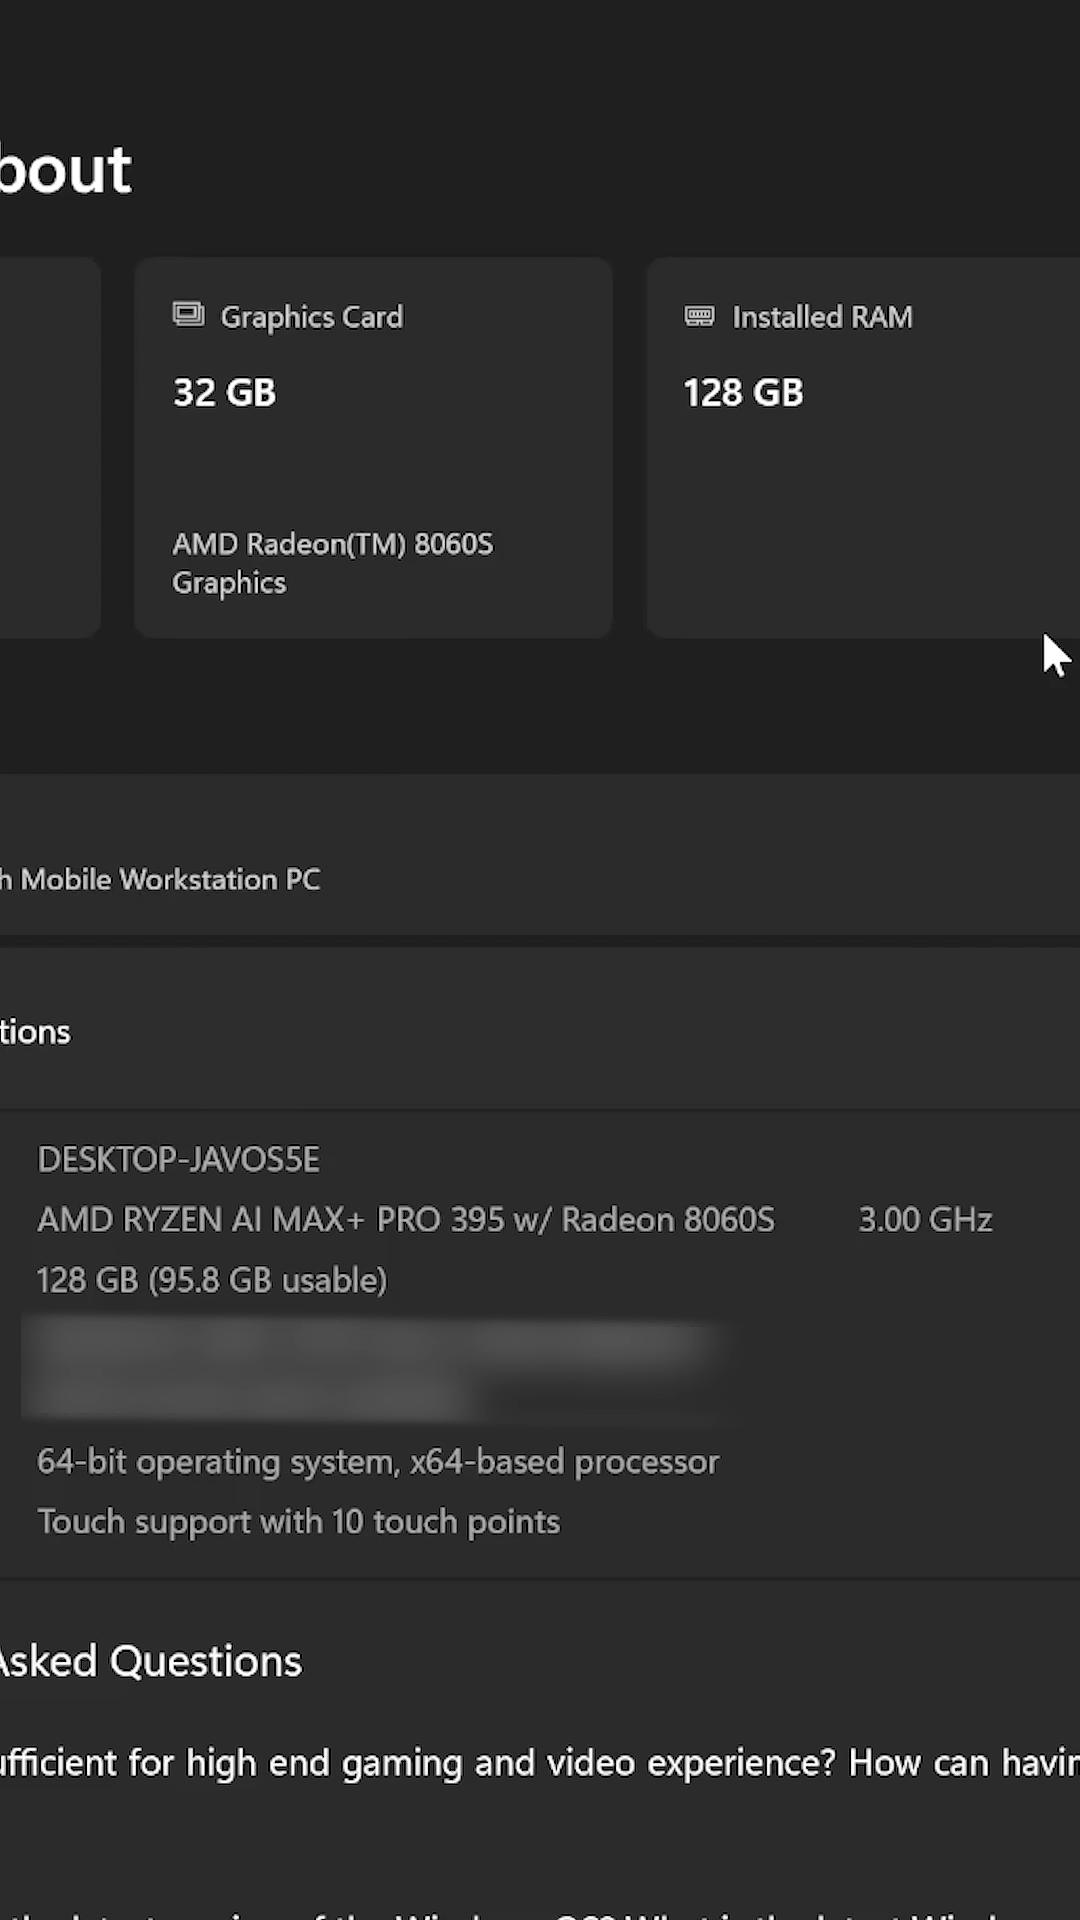 bout
Graphics Card
32 GB
AMD Radeon(TM) 8060S
Graphics
Installed RAM
128 GB
h Mobile Workstation PC
tions
DESKTOP-JAVOS5E
AMD RYZEN AI MAX+ PRO 395 w/ Radeon 8060S 3.00 GHz
128 GB (95.8 GB usable)
64-bit operating system, x64-based processor
Touch support with 10 touch points
Asked Questions
ufficient for high end gaming and video experience? How can havin